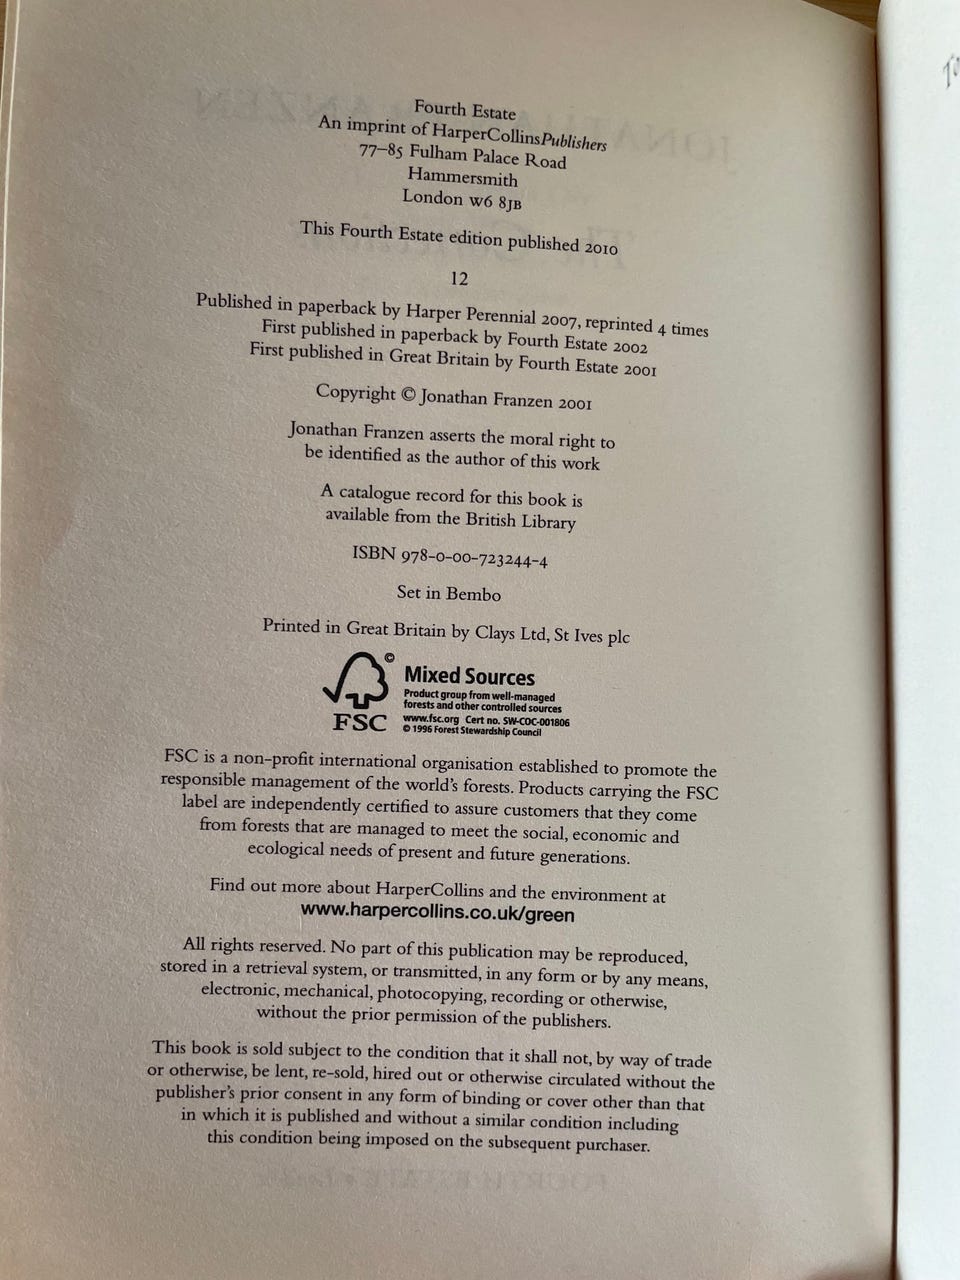 Fourth Estate
An imprint of HarperCollinsPublishers
77–85 Fulham Palace Road
Hammersmith
London W6 8JB
This Fourth Estate edition published 2010
12
Published in paperback by Harper Perennial 2007, reprinted 4 times
First published in paperback by Fourth Estate 2002
First published in Great Britain by Fourth Estate 2001
Copyright © Jonathan Franzen 2001
Jonathan Franzen asserts the moral right to
be identified as the author of this work
A catalogue record for this book is
available from the British Library
ISBN 978-0-00-723244-4
Set in Bembo
Printed in Great Britain by Clays Ltd, St Ives plc
©
FSC
Mixed Sources
Product group from well-managed
forests and other controlled sources
www.fsc.org Cert no. SW-COC-001806
© 1996 Forest Stewardship Council
FSC is a non-profit international organisation established to promote the
responsible management of the world's forests. Products carrying the FSC
label are independently certified to assure customers that they come
from forests that are managed to meet the social, economic and
ecological needs of present and future generations.
Find out more about HarperCollins and the environment at
www.harpercollins.co.uk/green
All rights reserved. No part of this publication may be reproduced,
stored in a retrieval system, or transmitted, in any form or by any means,
electronic, mechanical, photocopying, recording or otherwise,
without the prior permission of the publishers.
This book is sold subject to the condition that it shall not, by way of trade
or otherwise, be lent, re-sold, hired out or otherwise circulated without the
publisher's prior consent in any form of binding or cover other than that
in which it is published and without a similar condition including
this condition being imposed on the subsequent purchaser.